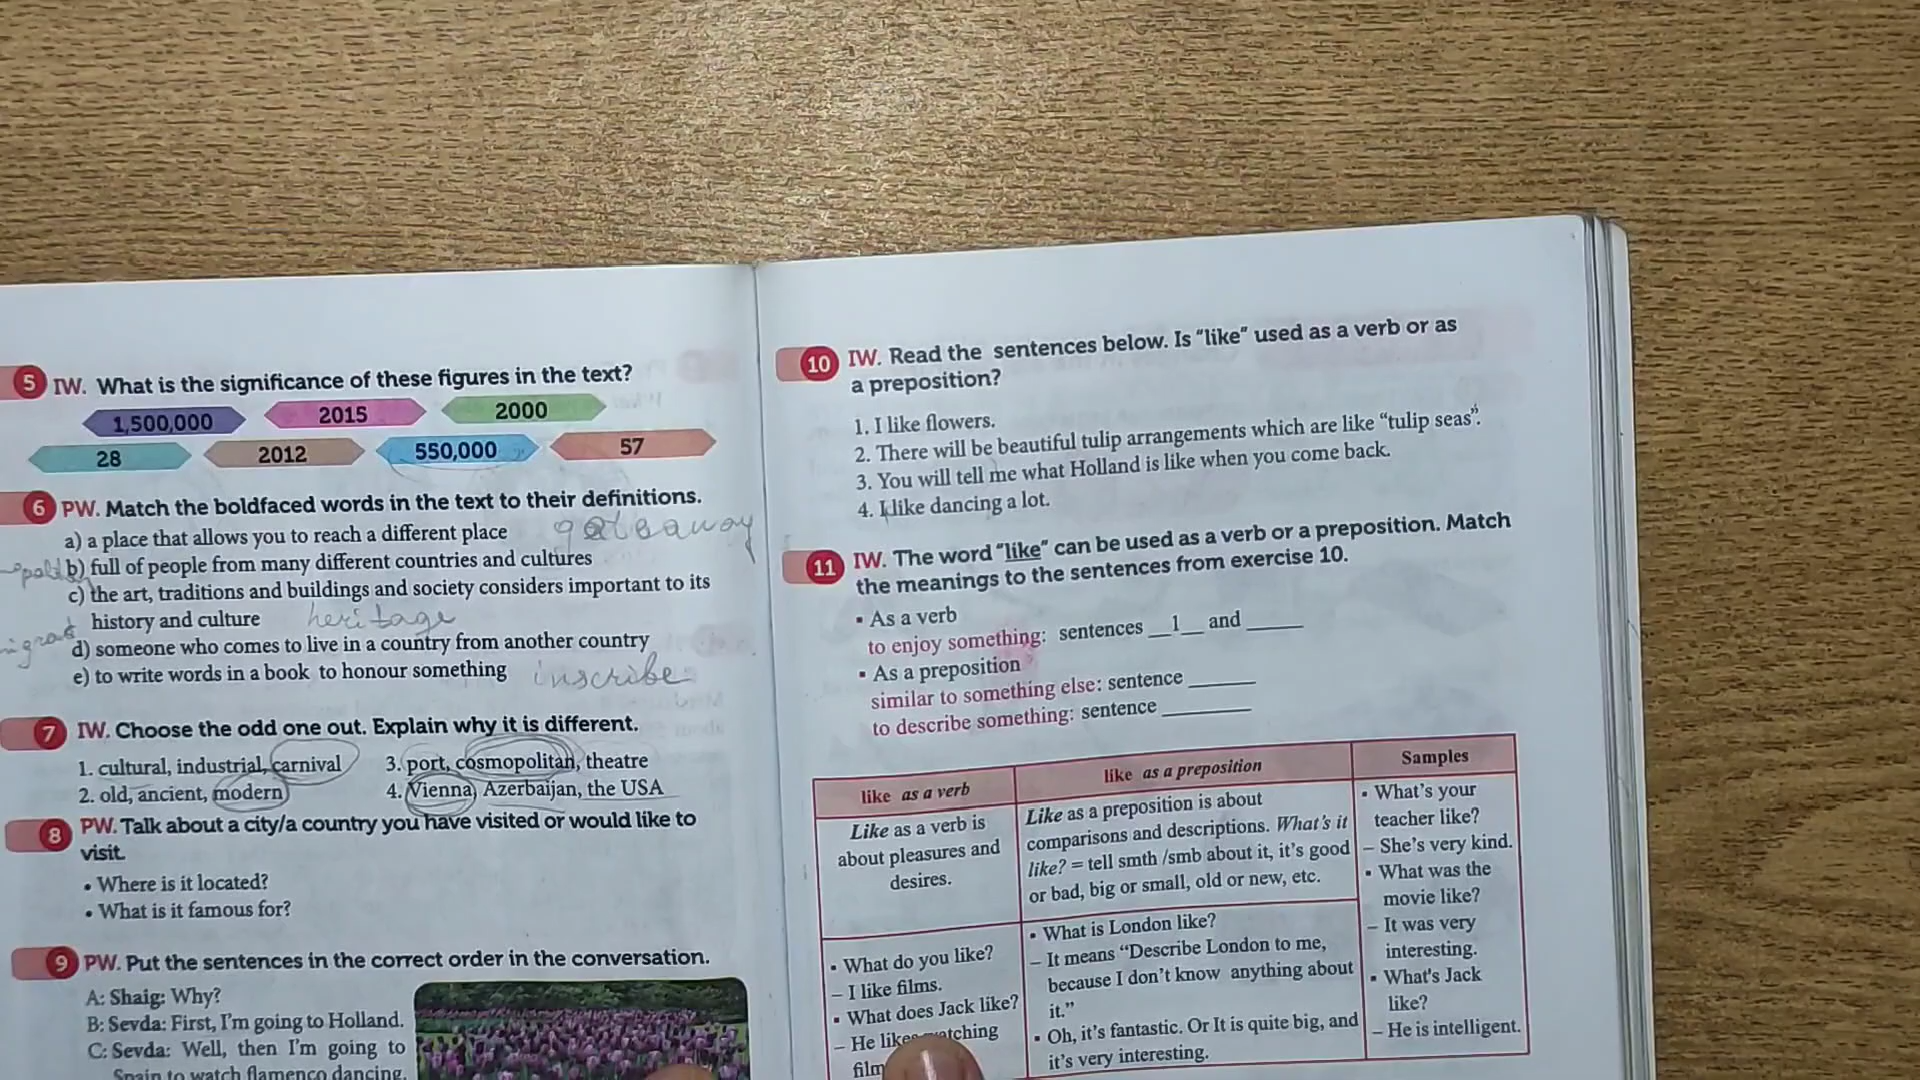 5 IW. What is the significance of these figures in the text?
1,500,000 2015 2000
28 2012 550,000 57
6 PW. Match the boldfaced words in the text to their definitions.
a) a place that allows you to reach a different place
b) full of people from many different countries and cultures
c) the art, traditions and buildings and society considers important to its
history and culture heritage
d) someone who comes to live in a country from another country
e) to write words in a book to honour something inscribe
7 IW. Choose the odd one out. Explain why it is different.
1. cultural, industrial, carnival 3. port, cosmopolitan, theatre
2. old, ancient, modern 4. Vienna, Azerbaijan, the USA
8 PW. Talk about a city/a country you have visited or would like to
visit.
• Where is it located?
• What is it famous for?
9 PW. Put the sentences in the correct order in the conversation.
A: Shaig: Why?
B: Sevda: First, I'm going to Holland.
C: Sevda: Well, then I'm going to
Spain to watch flamenco dancing.
10 IW. Read the sentences below. Is “like” used as a verb or as
a preposition?
1. I like flowers.
2. There will be beautiful tulip arrangements which are like “tulip seas”.
3. You will tell me what Holland is like when you come back.
4. I like dancing a lot.
11 IW. The word “like” can be used as a verb or a preposition. Match
the meanings to the sentences from exercise 10.
▪ As a verb
to enjoy something: sentences __1__ and _____
▪ As a preposition
similar to something else: sentence ______
to describe something: sentence ________
like as a verb like as a preposition Samples
Like as a verb is
about pleasures and
desires.
Like as a preposition is about
comparisons and descriptions. What's it
like? = tell smth /smb about it, it's good
or bad, big or small, old or new, etc.
▪ What do you like?
– I like films.
▪ What does Jack like?
– He likes watching
film
▪ What is London like?
– It means “Describe London to me,
because I don't know anything about
it.”
▪ Oh, it's fantastic. Or It is quite big, and
it's very interesting.
▪ What's your
teacher like?
– She's very kind.
▪ What was the
movie like?
– It was very
interesting.
▪ What's Jack
like?
– He is intelligent.